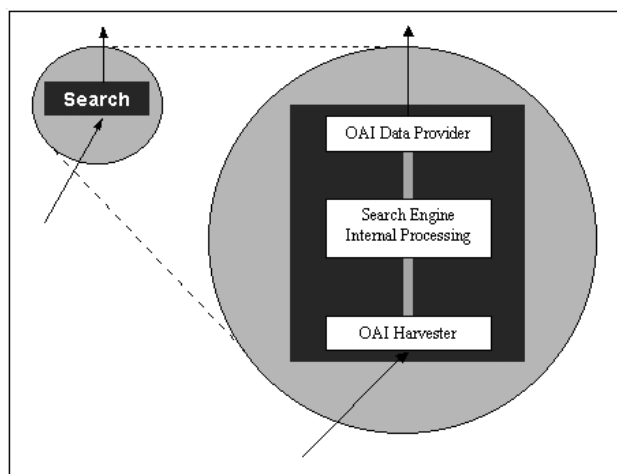 Search
OAI Data Provider
Search Engine
Internal Processing
OAI Harvester